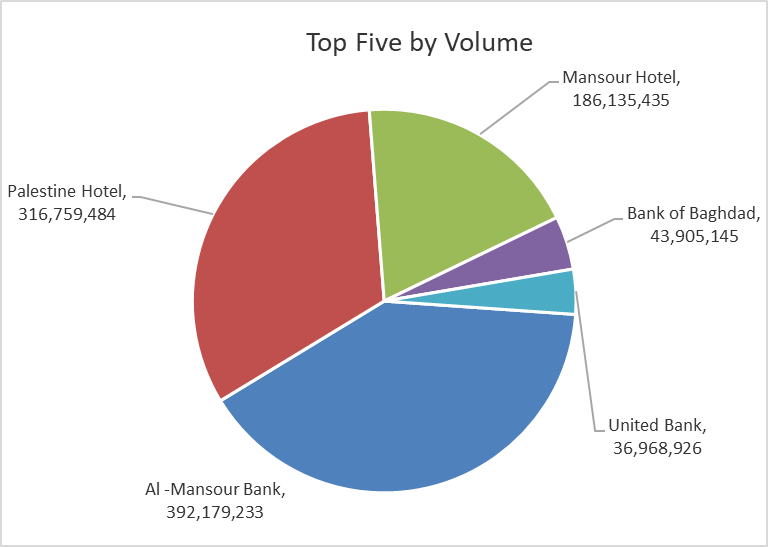 Top Five by Volume
Mansour Hotel,
186,135,435
Palestine Hotel,
316,759,484
Bank of Baghdad,
43,905,145
United Bank,
36,968,926
Al -Mansour Bank,
392,179,233